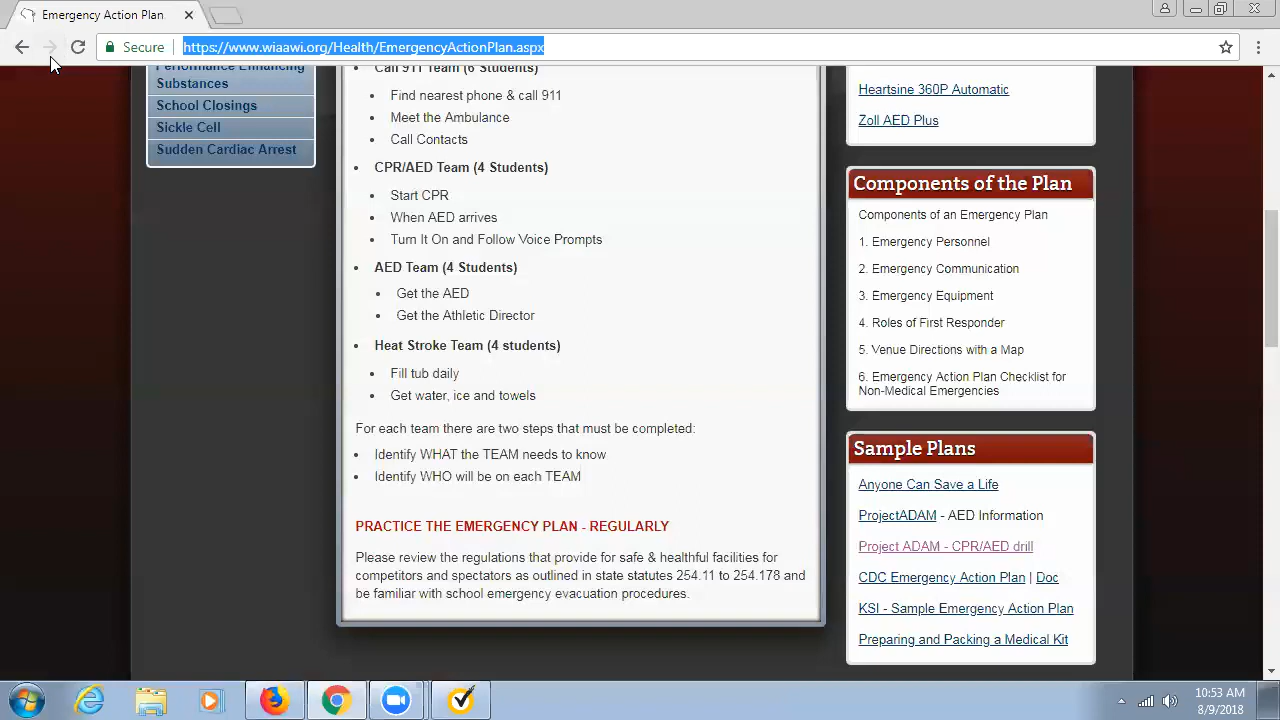 Emergency Action Plan
Secure
https://www.wiaawi.org/Health/EmergencyActionPlan.aspx
Performance Enhancing
Substances
School Closings
Sickle Cell
Sudden Cardiac Arrest
Call 911 Team (6 Students)
Find nearest phone & call 911
Meet the Ambulance
Call Contacts
CPR/AED Team (4 Students)
Start CPR
When AED arrives
Turn It On and Follow Voice Prompts
AED Team (4 Students)
Get the AED
Get the Athletic Director
Heat Stroke Team (4 students)
Fill tub daily
Get water, ice and towels
For each team there are two steps that must be completed:
Identify WHAT the TEAM needs to know
Identify WHO will be on each TEAM
PRACTICE THE EMERGENCY PLAN - REGULARLY
Please review the regulations that provide for safe & healthful facilities for
competitors and spectators as outlined in state statutes 254.11 to 254.178 and
be familiar with school emergency evacuation procedures.
Heartsine 360P Automatic
Zoll AED Plus
Components of the Plan
Components of an Emergency Plan
1. Emergency Personnel
2. Emergency Communication
3. Emergency Equipment
4. Roles of First Responder
5. Venue Directions with a Map
6. Emergency Action Plan Checklist for
Non-Medical Emergencies
Sample Plans
Anyone Can Save a Life
ProjectADAM - AED Information
Project ADAM - CPR/AED drill
CDC Emergency Action Plan | Doc
KSI - Sample Emergency Action Plan
Preparing and Packing a Medical Kit
10:53 AM
8/9/2018